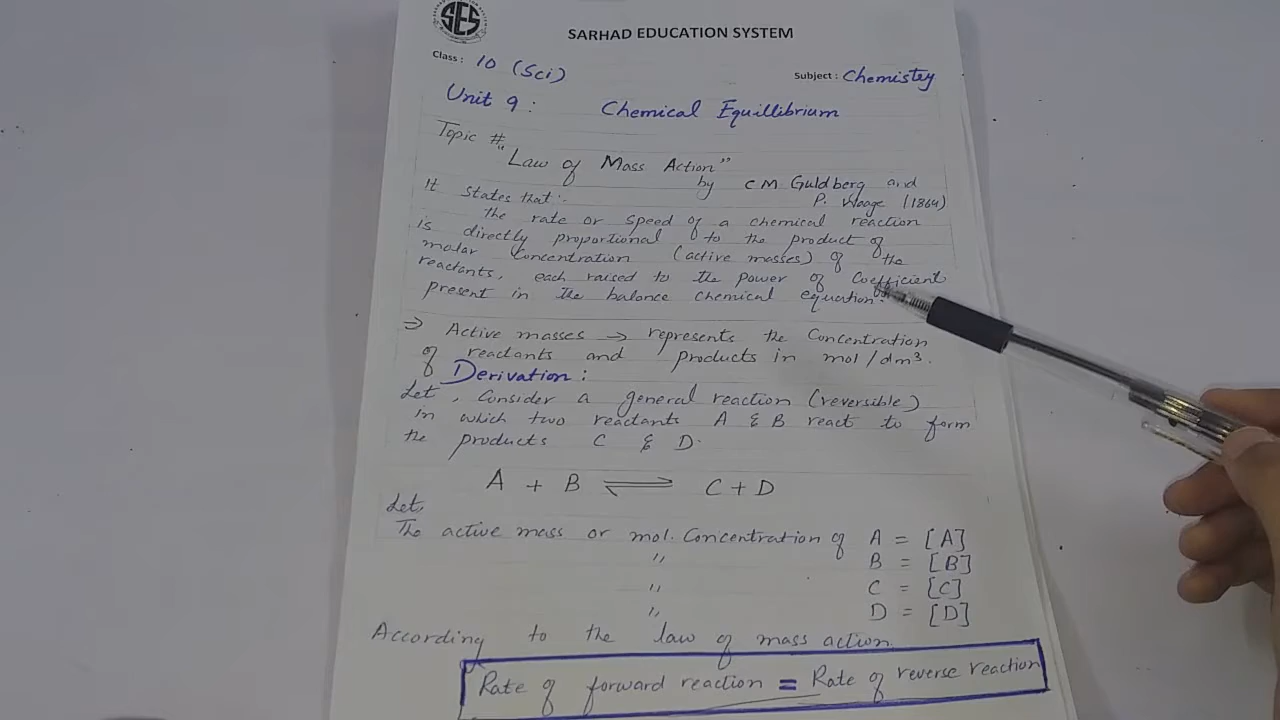 SES
SARHAD EDUCATION SYSTEM
Class : 10 (Sci)
Subject : Chemistry
Unit 9 : Chemical Equillibrium
Topic #
"Law of Mass Action"
by CM Guldberg and
P. Waage (1864)
It states that:-
the rate or speed of a chemical reaction
is directly proportional to the product of
molar concentration (active masses) of the
reactants, each raised to the power of coefficient
present in the balance chemical equation.
⇒ Active masses → represents the concentration
of reactants and products in mol/dm³.
Derivation :
Let, Consider a general reaction (reversible)
in which two reactants A & B react to form
the products C & D.
A + B ⇌ C + D
Let,
The active mass or mol. Concentration of A = [A]
〃 B = [B]
〃 C = [C]
〃 D = [D]
According to the law of mass action
Rate of forward reaction = Rate of reverse reaction